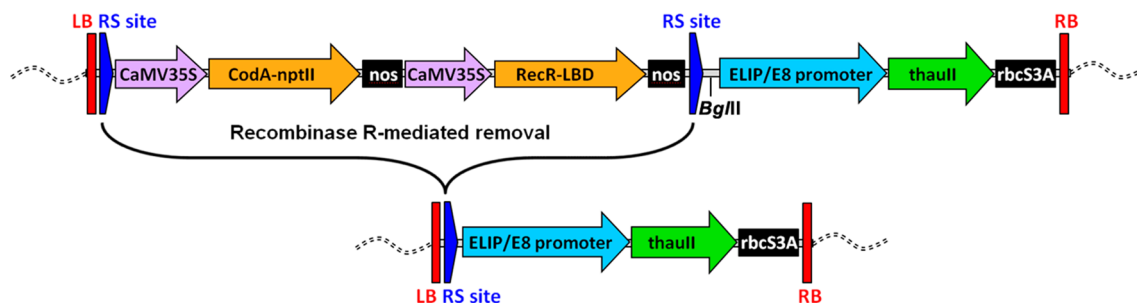 LB RS site RS site RB
CaMV35S CodA-nptII nos CaMV35S RecR-LBD nos ELIP/E8 promoter thauII rbcS3A
BglII
Recombinase R-mediated removal
ELIP/E8 promoter thauII rbcS3A
LB RS site RB